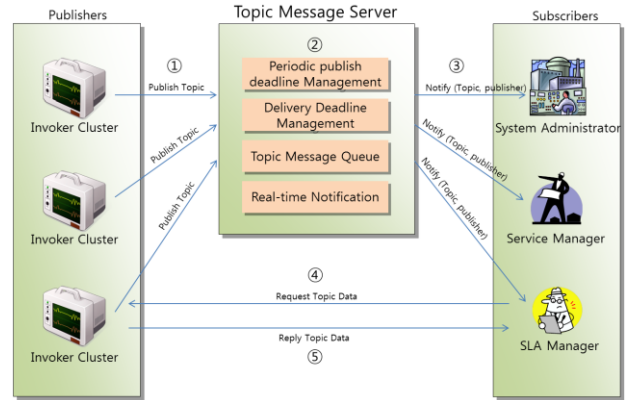 Publishers
Topic Message Server
Subscribers
①
Publish Topic
②
Periodic publish
deadline Management
Delivery Deadline
Management
Topic Message Queue
Real-time Notification
③
Notify (Topic, publisher)
Invoker Cluster
Publish Topic
Notify (Topic, publisher)
System Administrator
Invoker Cluster
Publish Topic
Notify (Topic, publisher)
Service Manager
④
Request Topic Data
Invoker Cluster
Reply Topic Data
⑤
SLA Manager